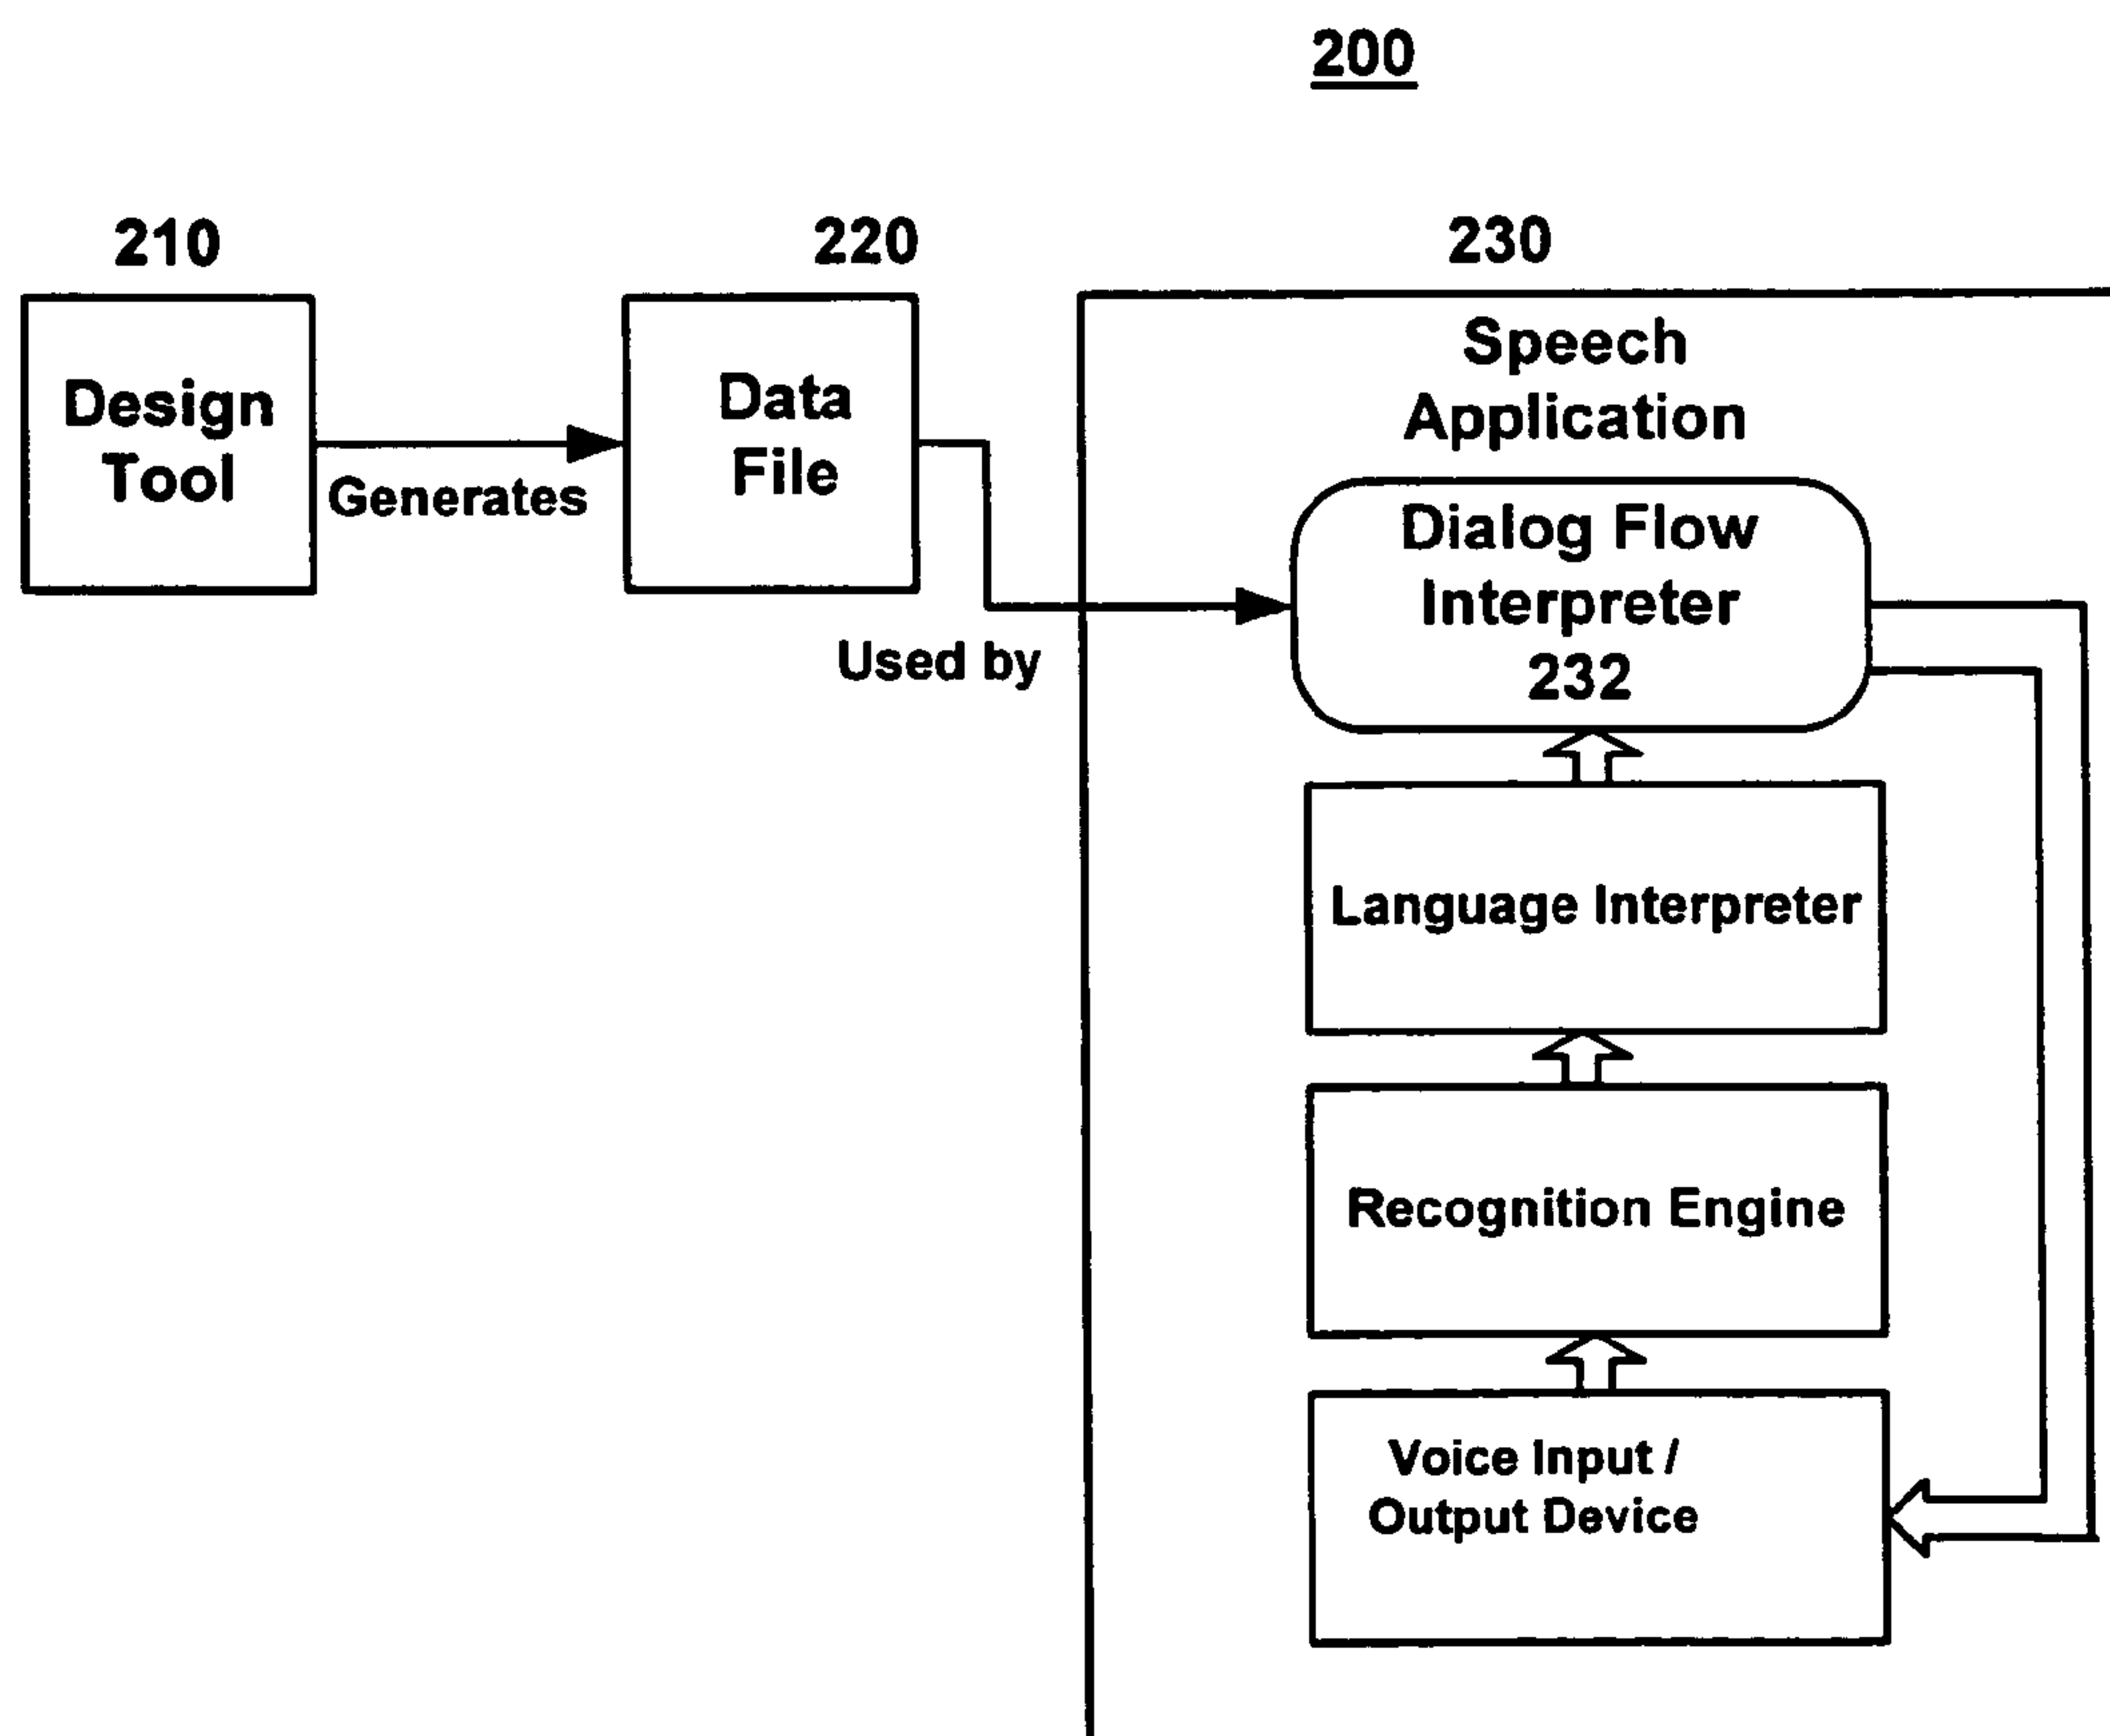 200
210
220
230
Design
Tool
Generates
Data
File
Used by
Speech
Application
Dialog Flow
Interpreter
232
Language Interpreter
Recognition Engine
Voice Input /
Output Device